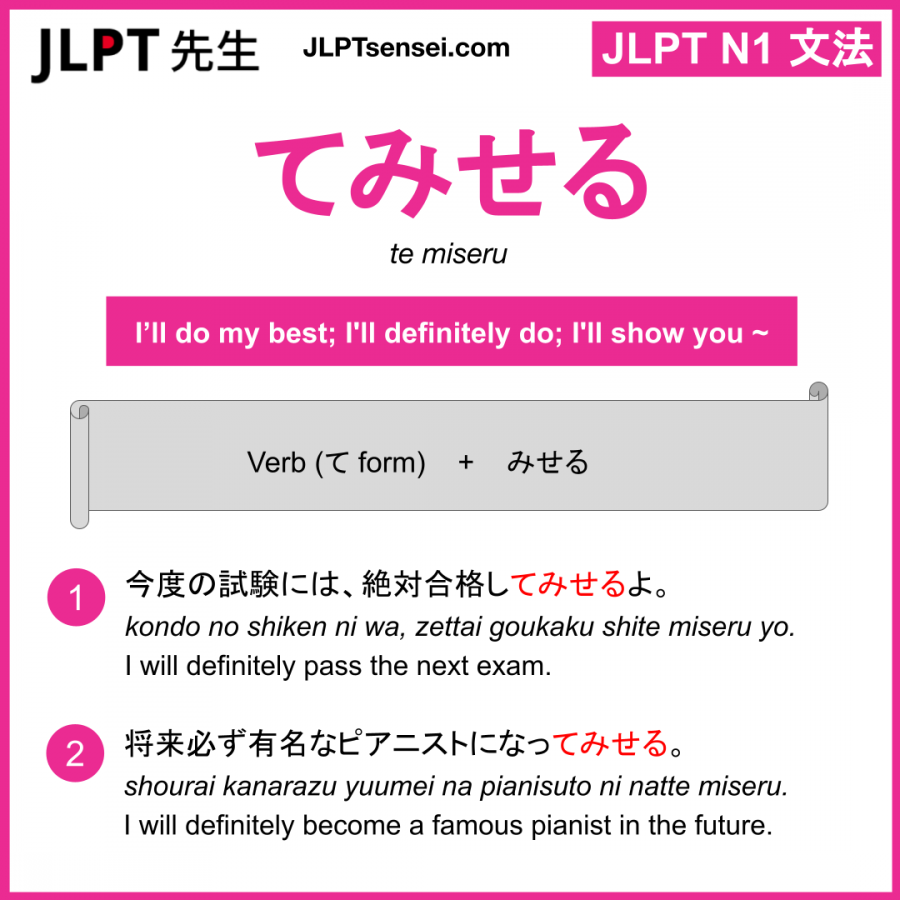 JLPT 先生
JLPTsensei.com
JLPT N1 文法
てみせる
te miseru
I’ll do my best; I'll definitely do; I'll show you ~
Verb (て form) + みせる
1
今度の試験には、絶対合格してみせるよ。
kondo no shiken ni wa, zettai goukaku shite miseru yo.
I will definitely pass the next exam.
2
将来必ず有名なピアニストになってみせる。
shourai kanarazu yuumei na pianisuto ni natte miseru.
I will definitely become a famous pianist in the future.